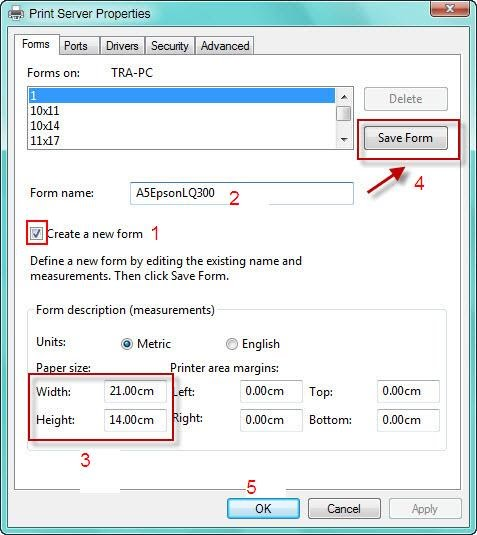 Print Server Properties
Forms Ports Drivers Security Advanced
Forms on: TRA-PC
1
10x11
10x14
11x17
Delete
Save Form
4
Form name: A5EpsonLQ300 2
Create a new form 1
Define a new form by editing the existing name and
measurements. Then click Save Form.
Form description (measurements)
Units: Metric English
Paper size: Printer area margins:
Width: 21.00cm Left: 0.00cm Top: 0.00cm
Height: 14.00cm Right: 0.00cm Bottom: 0.00cm
3
5
OK Cancel Apply